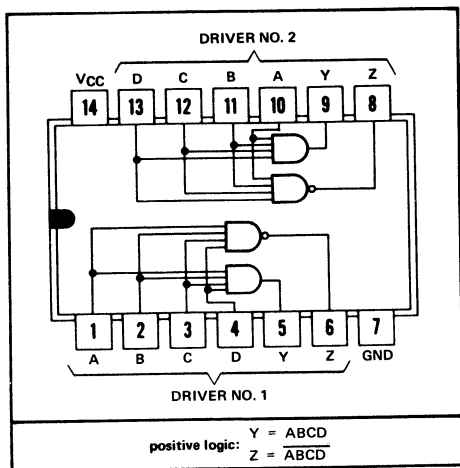 DRIVER NO. 2
VCC D C B A Y Z
14 13 12 11 10 9 8
1 2 3 4 5 6 7
A B C D Y Z GND
DRIVER NO. 1
positive logic: Y = ABCD
Z = A̅B̅C̅D̅